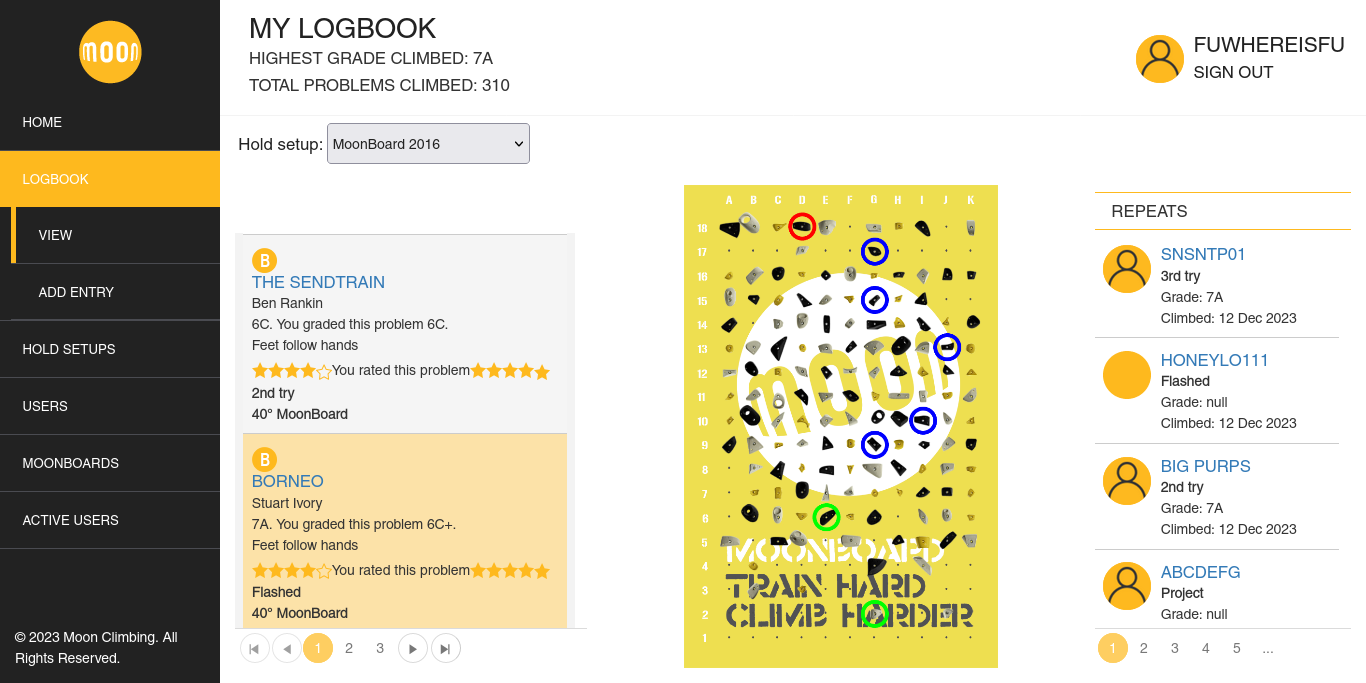 moon
HOME
LOGBOOK
VIEW
ADD ENTRY
HOLD SETUPS
USERS
MOONBOARDS
ACTIVE USERS
© 2023 Moon Climbing. All
Rights Reserved.
MY LOGBOOK
HIGHEST GRADE CLIMBED: 7A
TOTAL PROBLEMS CLIMBED: 310
FUWHEREISFU
SIGN OUT
Hold setup: MoonBoard 2016
B
THE SENDTRAIN
Ben Rankin
6C. You graded this problem 6C.
Feet follow hands
You rated this problem
2nd try
40° MoonBoard
B
BORNEO
Stuart Ivory
7A. You graded this problem 6C+.
Feet follow hands
You rated this problem
Flashed
40° MoonBoard
1 2 3
A B C D E F G H I J K
18
17
16
15
14
13
12
11
10
9
8
7
6
5
4
3
2
1
moon
MOONBOARD
TRAIN HARD
CLIMB HARDER
REPEATS
SNSNTP01
3rd try
Grade: 7A
Climbed: 12 Dec 2023
HONEYLO111
Flashed
Grade: null
Climbed: 12 Dec 2023
BIG PURPS
2nd try
Grade: 7A
Climbed: 12 Dec 2023
ABCDEFG
Project
Grade: null
1 2 3 4 5 ...